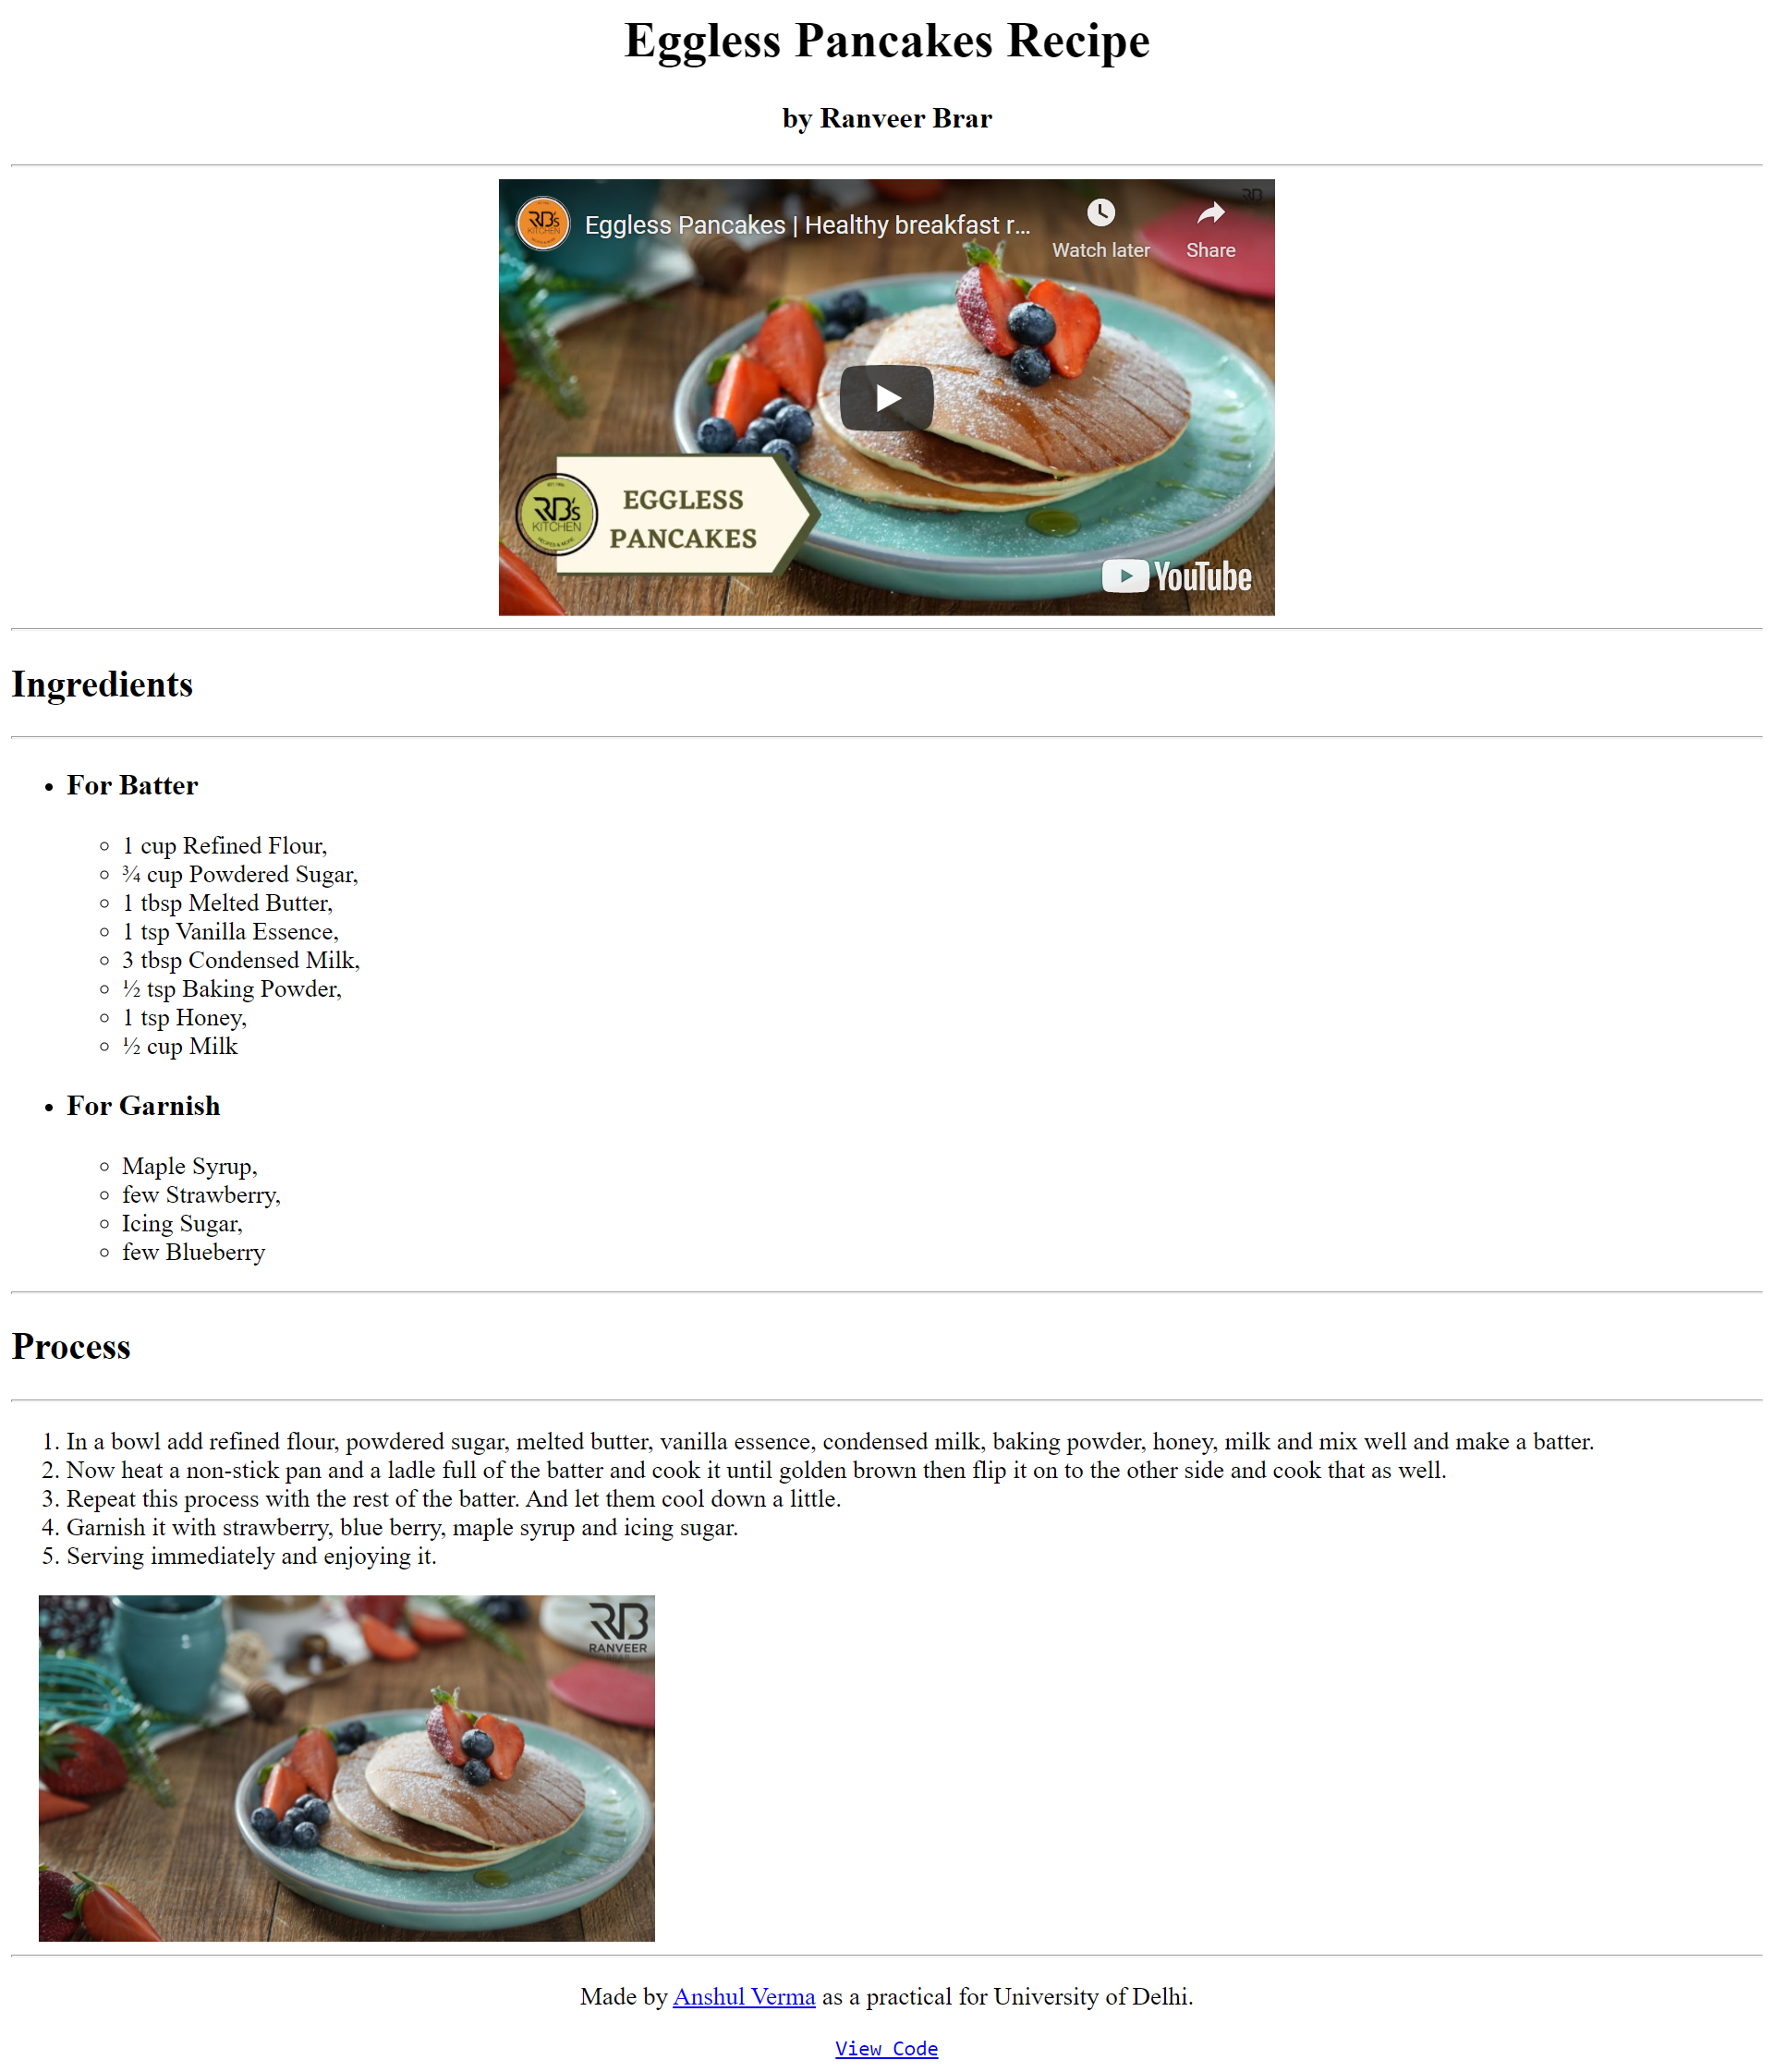 Eggless Pancakes Recipe
by Ranveer Brar
RB's
KITCHEN
Eggless Pancakes | Healthy breakfast r...
Watch later
Share
RB's
KITCHEN
RECIPES & MORE
EGGLESS
PANCAKES
YouTube
Ingredients
• For Batter
◦ 1 cup Refined Flour,
◦ ¾ cup Powdered Sugar,
◦ 1 tbsp Melted Butter,
◦ 1 tsp Vanilla Essence,
◦ 3 tbsp Condensed Milk,
◦ ½ tsp Baking Powder,
◦ 1 tsp Honey,
◦ ½ cup Milk
• For Garnish
◦ Maple Syrup,
◦ few Strawberry,
◦ Icing Sugar,
◦ few Blueberry
Process
1. In a bowl add refined flour, powdered sugar, melted butter, vanilla essence, condensed milk, baking powder, honey, milk and mix well and make a batter.
2. Now heat a non-stick pan and a ladle full of the batter and cook it until golden brown then flip it on to the other side and cook that as well.
3. Repeat this process with the rest of the batter. And let them cool down a little.
4. Garnish it with strawberry, blue berry, maple syrup and icing sugar.
5. Serving immediately and enjoying it.
RB
RANVEER
Made by Anshul Verma as a practical for University of Delhi.
View Code